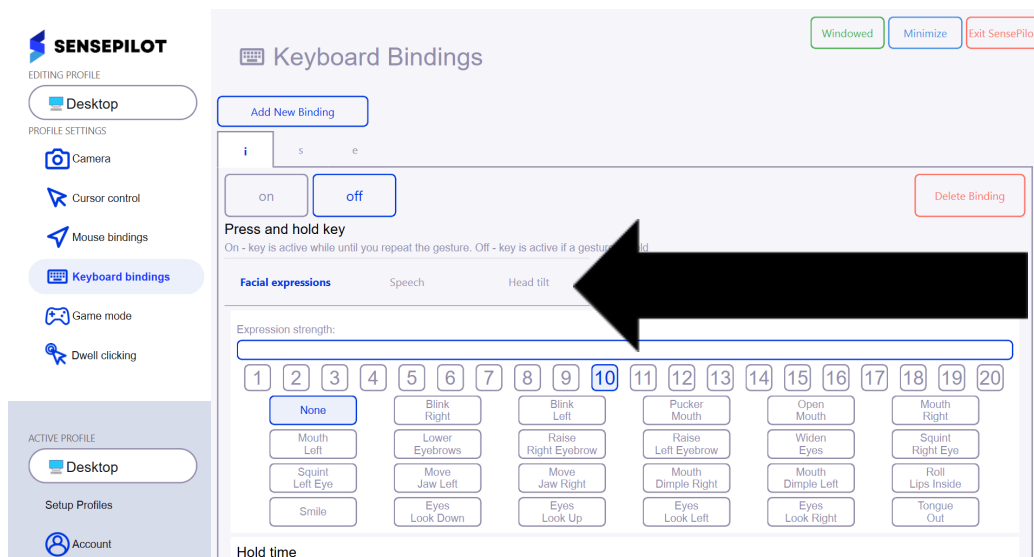 SENSEPILOT
EDITING PROFILE
Desktop
PROFILE SETTINGS
Camera
Cursor control
Mouse bindings
Keyboard bindings
Game mode
Dwell clicking
ACTIVE PROFILE
Desktop
Setup Profiles
Account
Windowed
Minimize
Exit SensePilo
Keyboard Bindings
Add New Binding
i s e
on off
Delete Binding
Press and hold key
On - key is active while until you repeat the gesture. Off - key is active if a
Facial expressions Speech Head tilt
Expression strength:
1 2 3 4 5 6 7 8 9 10 11 12 13 14 15 16 17 18 19 20
None
Blink
Right
Blink
Left
Pucker
Mouth
Open
Mouth
Mouth
Right
Mouth
Left
Lower
Eyebrows
Raise
Right Eyebrow
Raise
Left Eyebrow
Widen
Eyes
Squint
Right Eye
Squint
Left Eye
Move
Jaw Left
Move
Jaw Right
Mouth
Dimple Right
Mouth
Dimple Left
Roll
Lips Inside
Smile
Eyes
Look Down
Eyes
Look Up
Eyes
Look Left
Eyes
Look Right
Tongue
Out
Hold time